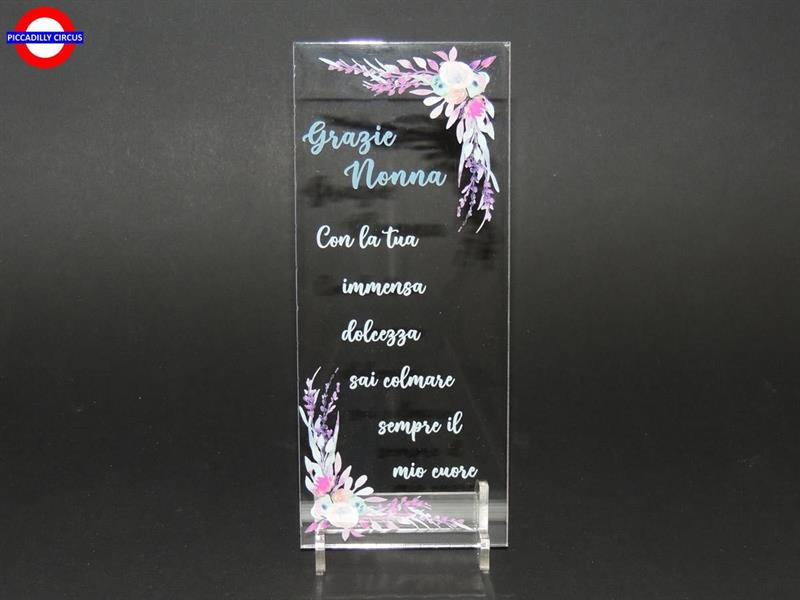 PICCADILLY CIRCUS
Grazie
Nonna
Con la tua
immensa
dolcezza
sai colmare
sempre il
mio cuore